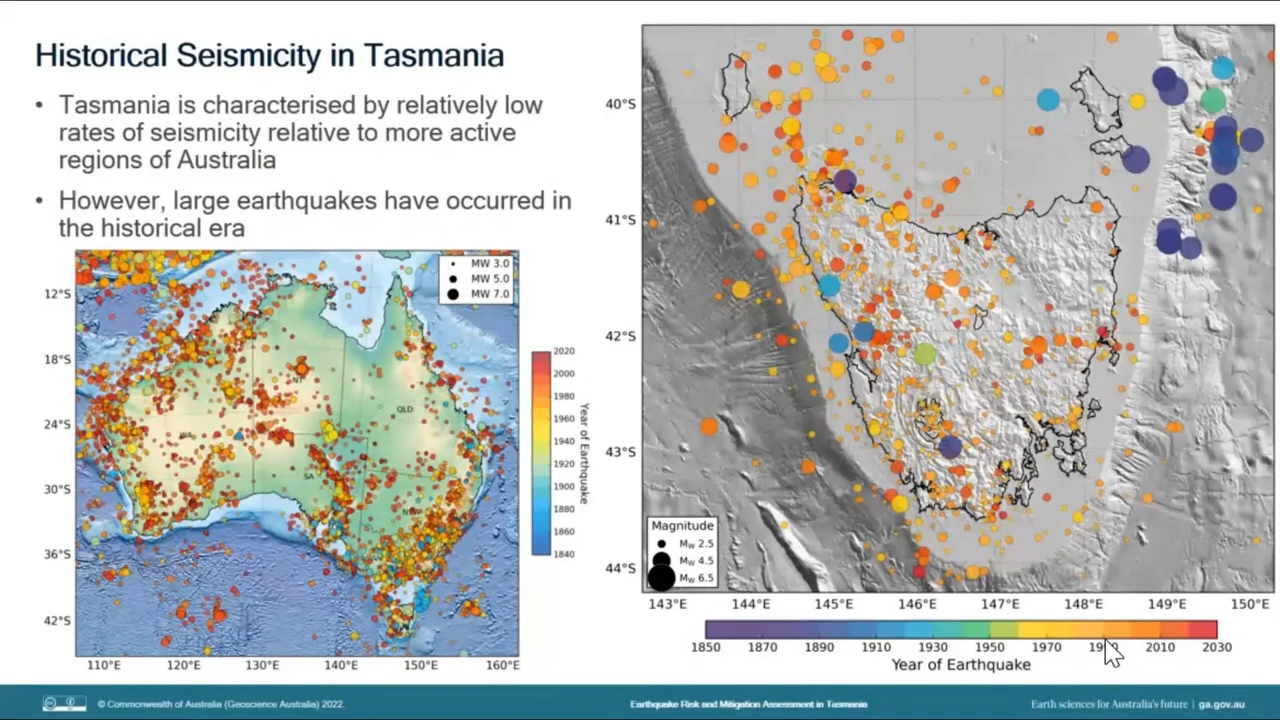 Historical Seismicity in Tasmania
• Tasmania is characterised by relatively low
rates of seismicity relative to more active
regions of Australia
• However, large earthquakes have occurred in
the historical era
MW 3.0
MW 5.0
MW 7.0
12°S
18°S
24°S
30°S
36°S
42°S
NT
QLD
WA
SA
110°E 120°E 130°E 140°E 150°E 160°E
2020
2000
1980
1960
1940
1920
1900
1880
1860
1840
Year of Earthquake
40°S
41°S
42°S
43°S
44°S
Magnitude
Mw 2.5
Mw 4.5
Mw 6.5
143°E 144°E 145°E 146°E 147°E 148°E 149°E 150°E
1850 1870 1890 1910 1930 1950 1970 2010 2030
Year of Earthquake
© Commonwealth of Australia (Geoscience Australia) 2022.
Earthquake Risk and Mitigation Assessment in Tasmania
Earth sciences for Australia's future | ga.gov.au